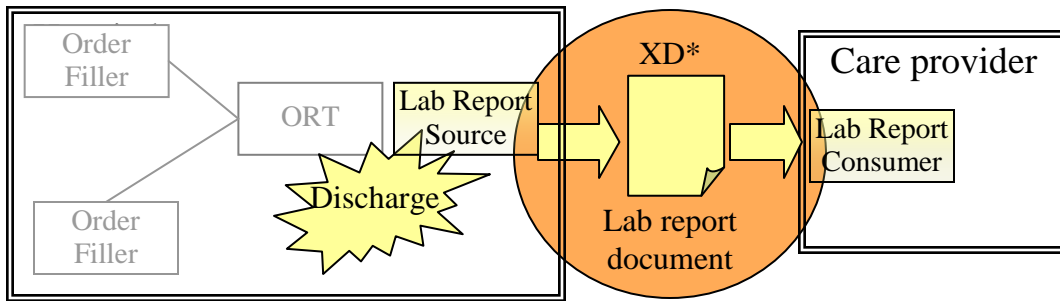 Order
Filler
ORT
Order
Filler
Lab Report
Source
Discharge
XD*
Lab report
document
Care provider
Lab Report
Consumer